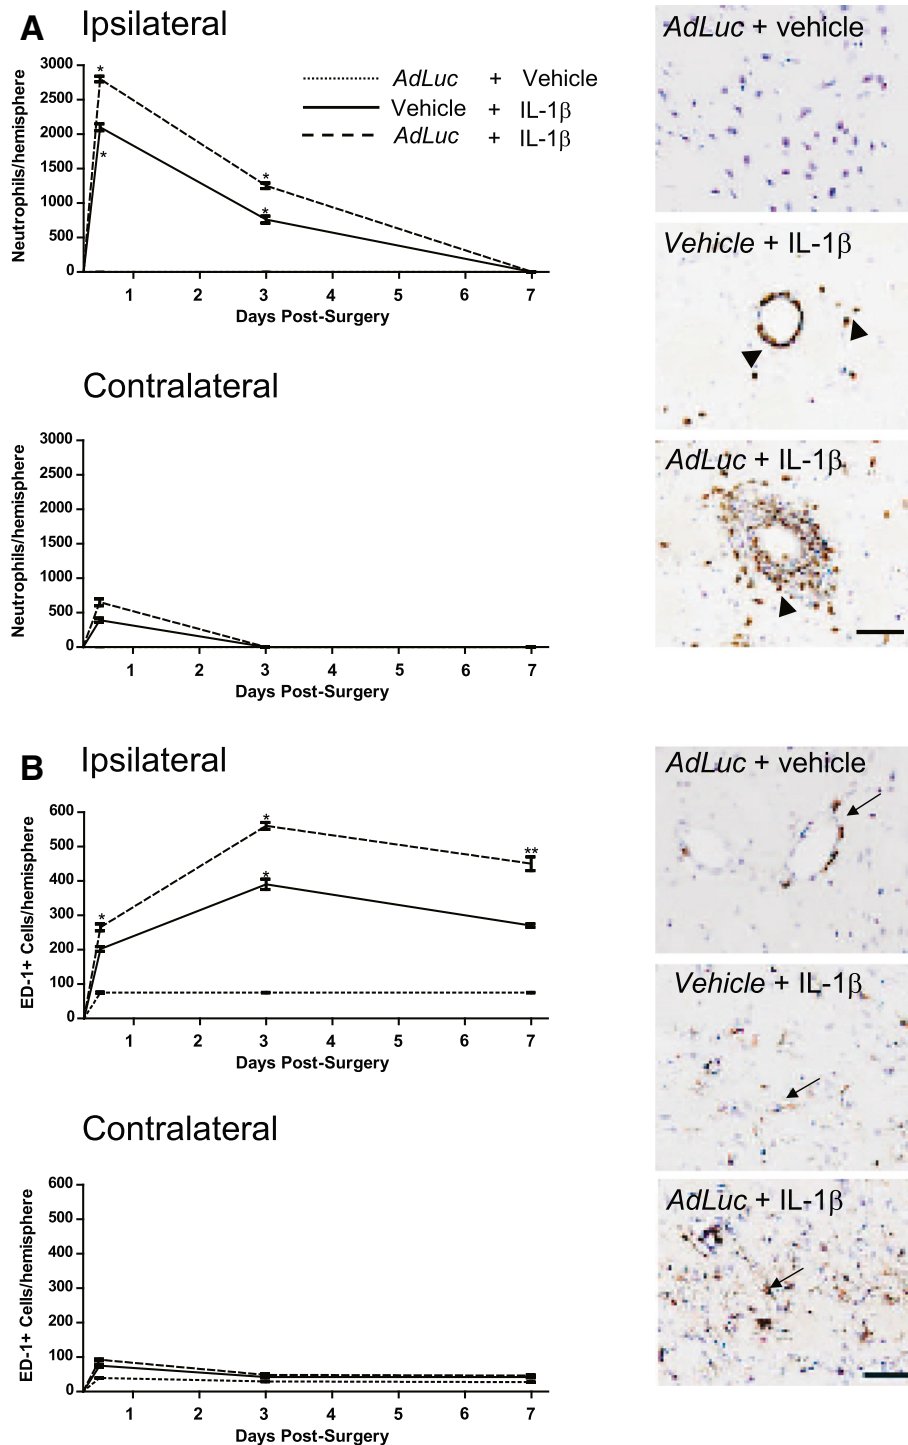 A Ipsilateral
3000
2500
2000
1500
1000
500
0
Neutrophils/hemisphere
* * * *
AdLuc + Vehicle
Vehicle + IL-1β
AdLuc + IL-1β
1 2 3 4 5 6 7
Days Post-Surgery
Contralateral
3000
2500
2000
1500
1000
500
0
Neutrophils/hemisphere
1 2 3 4 5 6 7
Days Post-Surgery
AdLuc + vehicle
Vehicle + IL-1β
AdLuc + IL-1β
B Ipsilateral
600
500
400
300
200
100
0
ED-1+ Cells/hemisphere
* * * **
1 2 3 4 5 6 7
Days Post-Surgery
Contralateral
600
500
400
300
200
100
0
ED-1+ Cells/hemisphere
1 2 3 4 5 6 7
Days Post-Surgery
AdLuc + vehicle
Vehicle + IL-1β
AdLuc + IL-1β